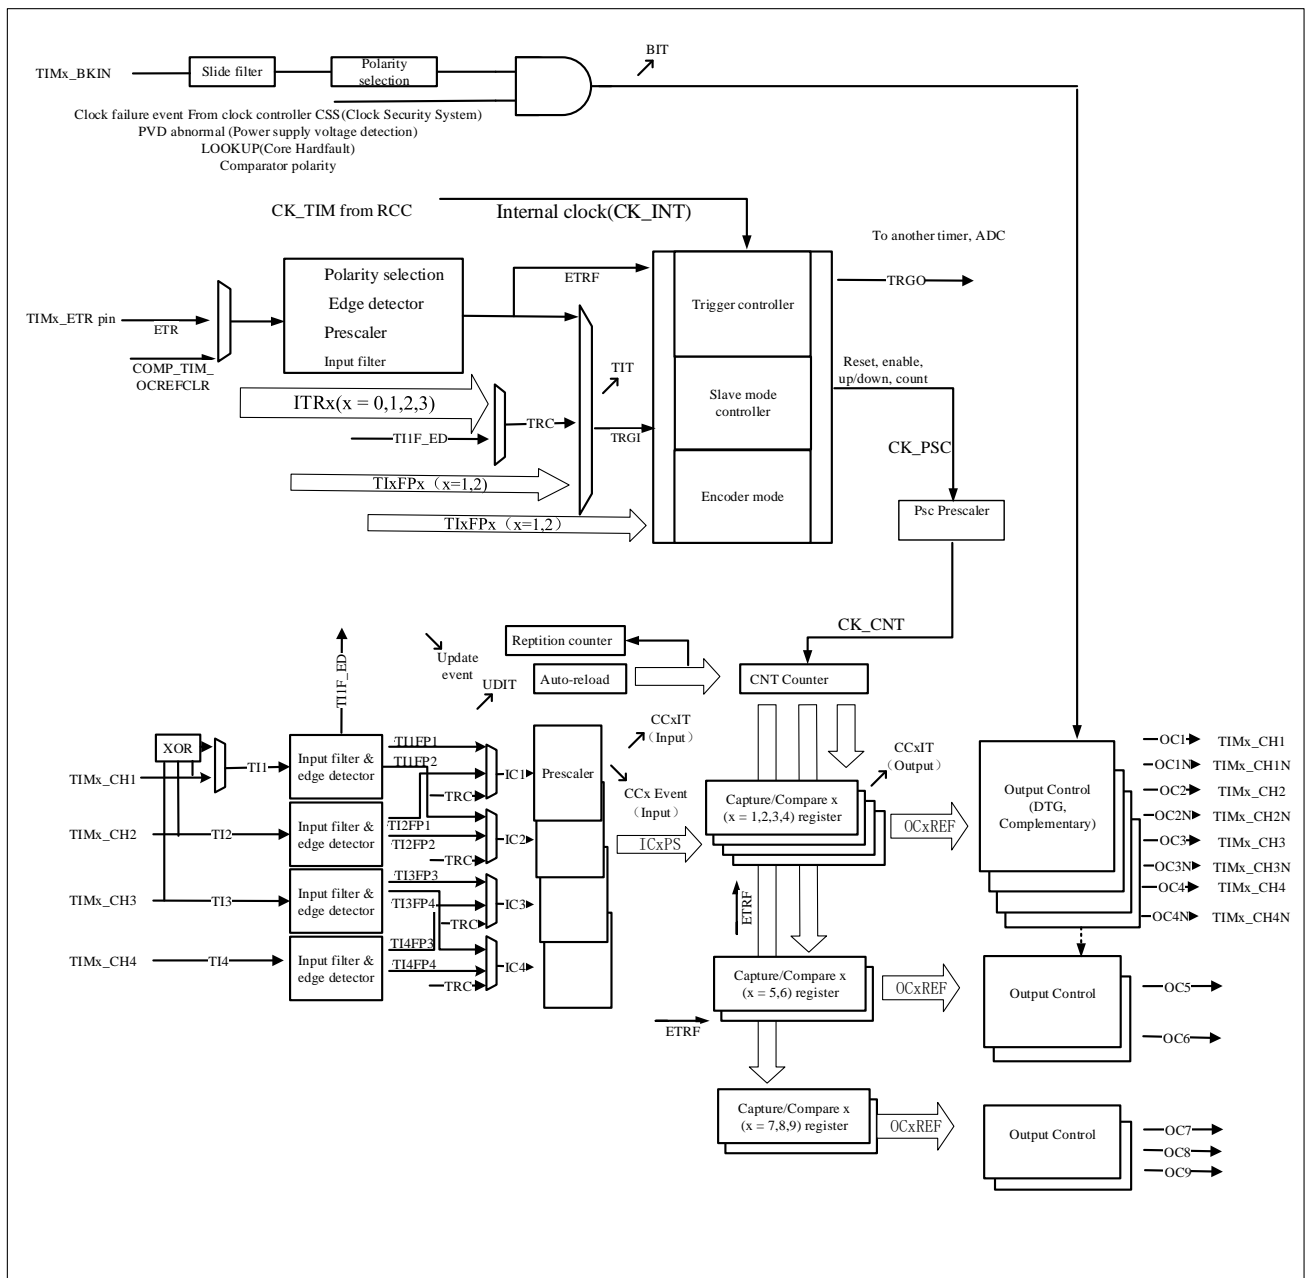 BIT
TIMx_BKIN
Slide filter
Polarity
selection
Clock failure event From clock controller CSS(Clock Security System)
PVD abnormal (Power supply voltage detection)
LOOKUP(Core Hardfault)
Comparator polarity
CK_TIM from RCC
Internal clock(CK_INT)
To another timer, ADC
TIMx_ETR pin
ETR
COMP_TIM_
OCREFCLR
Polarity selection
Edge detector
Prescaler
Input filter
ETRF
Trigger controller
TRGO
ITRx(x = 0,1,2,3)
TI1F_ED
TRC
TIT
TRGI
Slave mode
controller
Reset, enable,
up/down, count
CK_PSC
TIxFPx（x=1,2）
Encoder mode
TIxFPx（x=1,2）
Psc Prescaler
CK_CNT
TI1F_ED
Update
event
UDIT
Reptition counter
Auto-reload
CNT Counter
XOR
TIMx_CH1
TI1
Input filter &
edge detector
TI1FP1
TI1FP2
TRC
IC1
Prescaler
CCxIT
（Input）
CCx Event
（Input）
CCxIT
（Output）
TIMx_CH2
TI2
Input filter &
edge detector
TI2FP1
TI2FP2
TRC
IC2
ICxPS
Capture/Compare x
(x = 1,2,3,4) register
OCxREF
Output Control
(DTG,
Complementary)
OC1
TIMx_CH1
OC1N
TIMx_CH1N
OC2
TIMx_CH2
OC2N
TIMx_CH2N
OC3
TIMx_CH3
OC3N
TIMx_CH3N
OC4
TIMx_CH4
OC4N
TIMx_CH4N
TIMx_CH3
TI3
Input filter &
edge detector
TI3FP3
TI3FP4
TRC
IC3
ETRF
TIMx_CH4
TI4
Input filter &
edge detector
TI4FP3
TI4FP4
TRC
IC4
Capture/Compare x
(x = 5,6) register
ETRF
OCxREF
Output Control
OC5
OC6
Capture/Compare x
(x = 7,8,9) register
OCxREF
Output Control
OC7
OC8
OC9